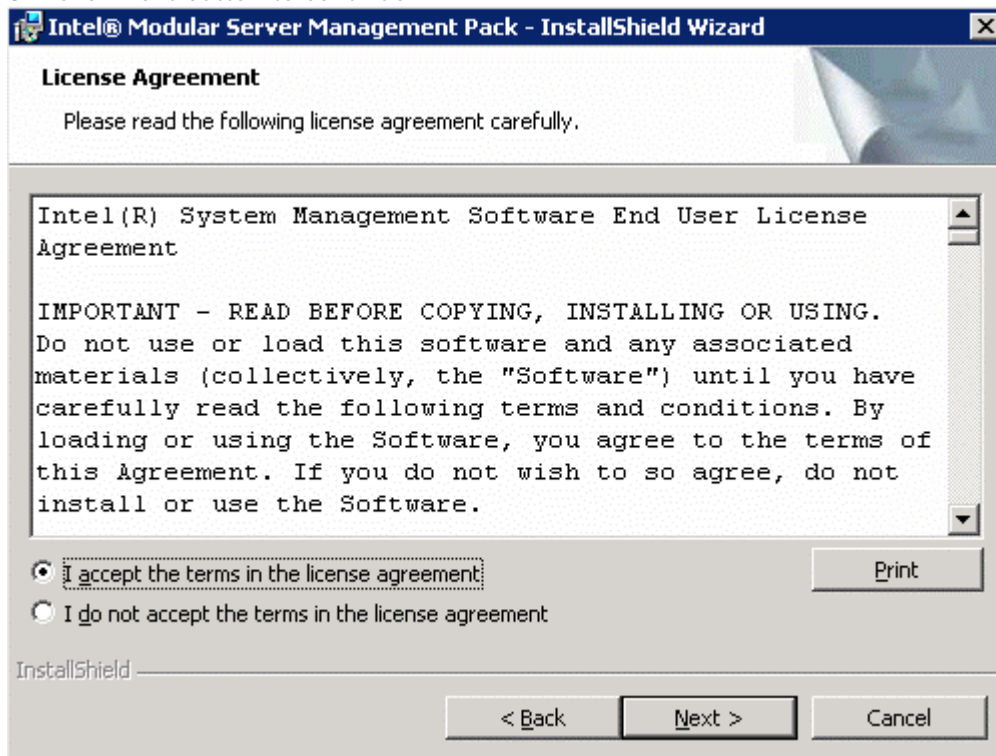 Intel® Modular Server Management Pack - InstallShield Wizard
License Agreement
Please read the following license agreement carefully.
Intel(R) System Management Software End User License
Agreement
IMPORTANT - READ BEFORE COPYING, INSTALLING OR USING.
Do not use or load this software and any associated
materials (collectively, the "Software") until you have
carefully read the following terms and conditions. By
loading or using the Software, you agree to the terms of
this Agreement. If you do not wish to so agree, do not
install or use the Software.
I accept the terms in the license agreement
Print
I do not accept the terms in the license agreement
InstallShield
< Back Next > Cancel